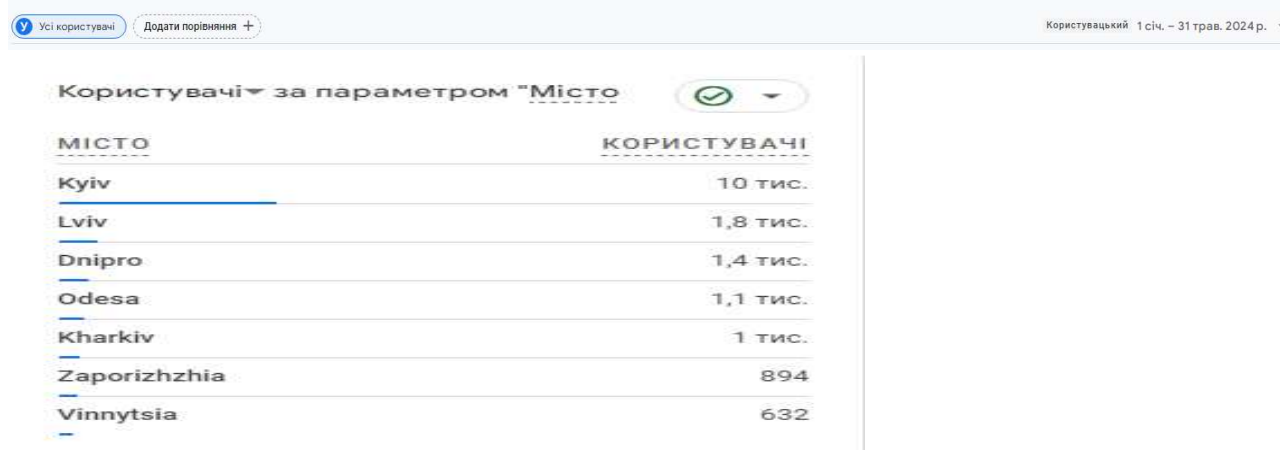 У Усі користувачі Додати порівняння + Користувацький 1 січ. – 31 трав. 2024 р.
Користувачі за параметром "Місто
МІСТО КОРИСТУВАЧІ
Kyiv 10 тис.
Lviv 1,8 тис.
Dnipro 1,4 тис.
Odesa 1,1 тис.
Kharkiv 1 тис.
Zaporizhzhia 894
Vinnytsia 632